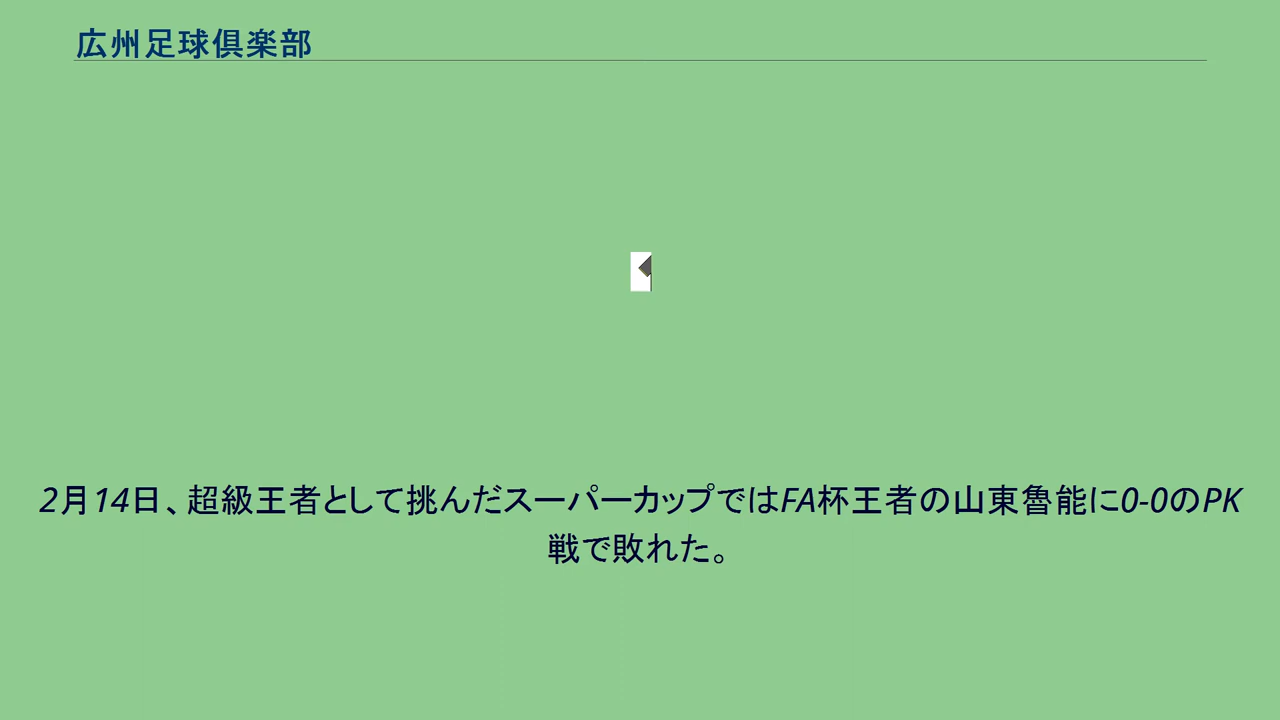 広州足球倶楽部
2月14日、超級王者として挑んだスーパーカップではFA杯王者の山東魯能に0-0のPK
戦で敗れた。